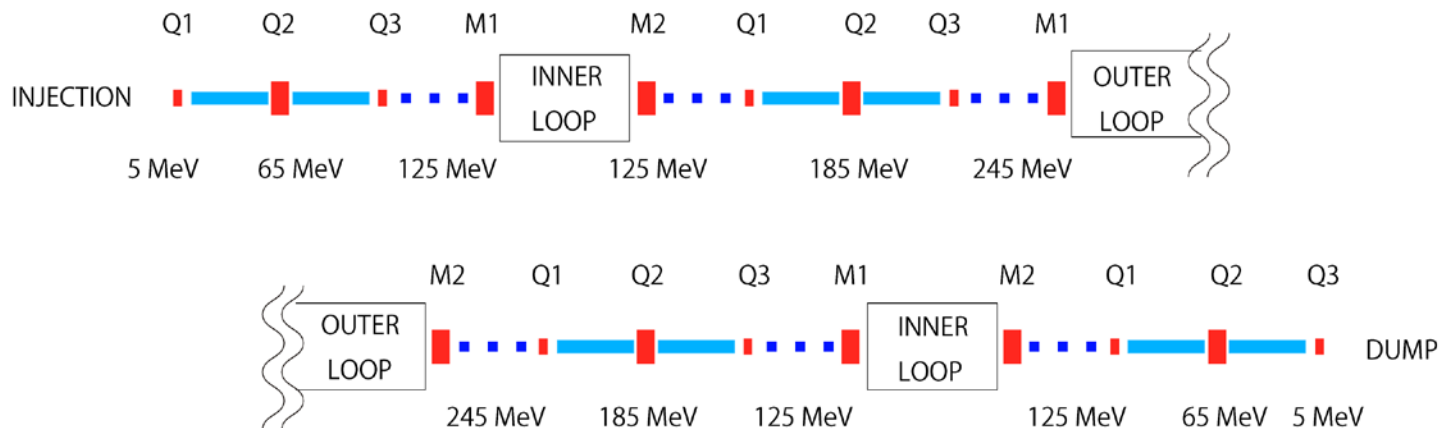 Q1 Q2 Q3 M1 M2 Q1 Q2 Q3 M1
INJECTION
INNER
LOOP
OUTER
LOOP
5 MeV 65 MeV 125 MeV 125 MeV 185 MeV 245 MeV
M2 Q1 Q2 Q3 M1 M2 Q1 Q2 Q3
OUTER
LOOP
INNER
LOOP
DUMP
245 MeV 185 MeV 125 MeV 125 MeV 65 MeV 5 MeV